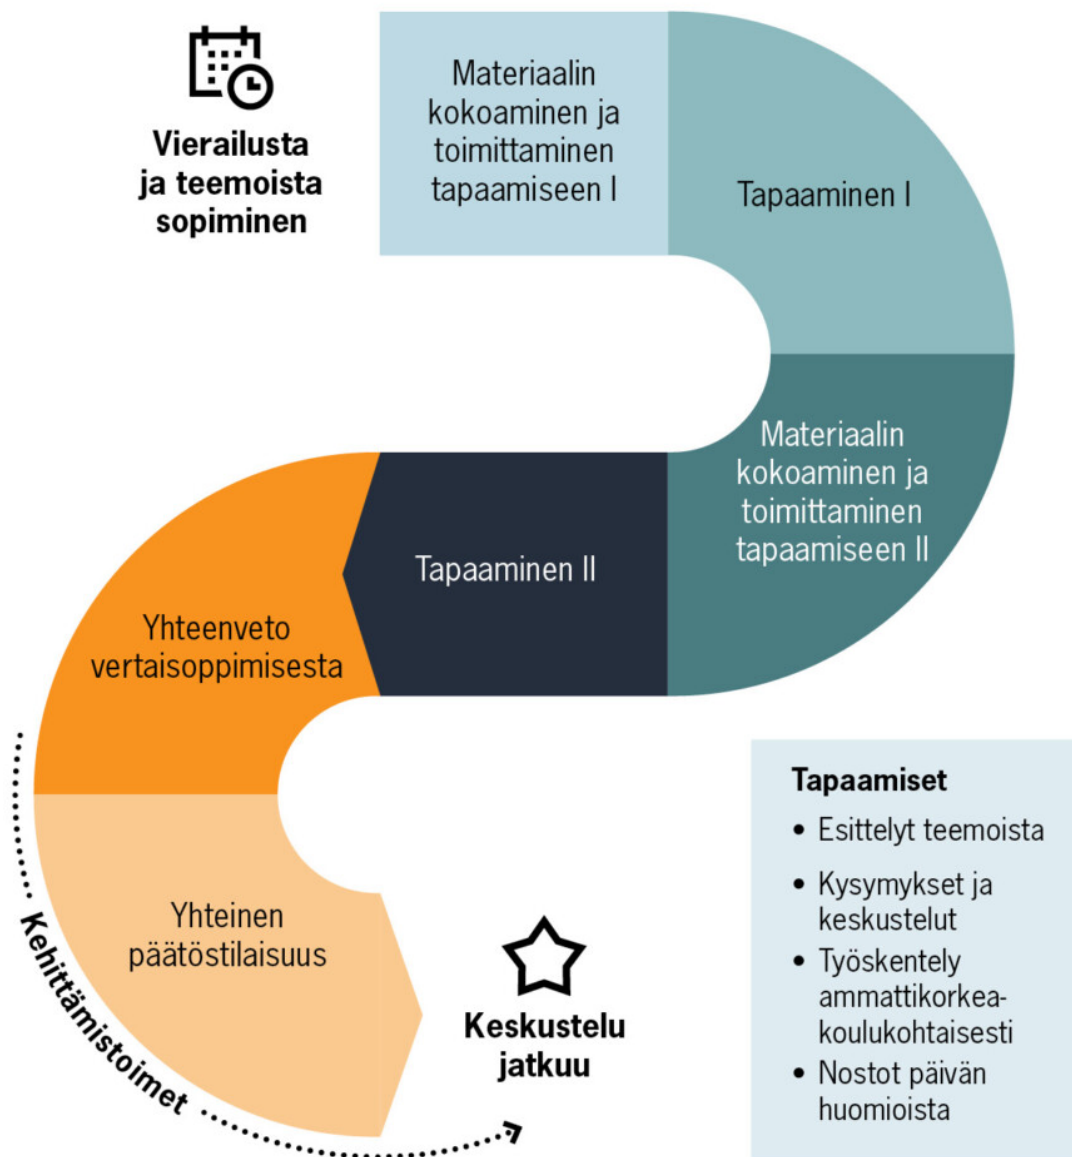 Vierailusta
ja teemoista
sopiminen
Materiaalin
kokoaminen ja
toimittaminen
tapaamiseen I
Tapaaminen I
Materiaalin
kokoaminen ja
toimittaminen
tapaamiseen II
Tapaaminen II
Yhteenveto
vertaisoppimisesta
Yhteinen
päätöstilaisuus
Kehittämistoimet
Keskustelu
jatkuu
Tapaamiset
• Esittelyt teemoista
• Kysymykset ja
keskustelut
• Työskentely
ammattikorkea-
koulukohtaisesti
• Nostot päivän
huomioista